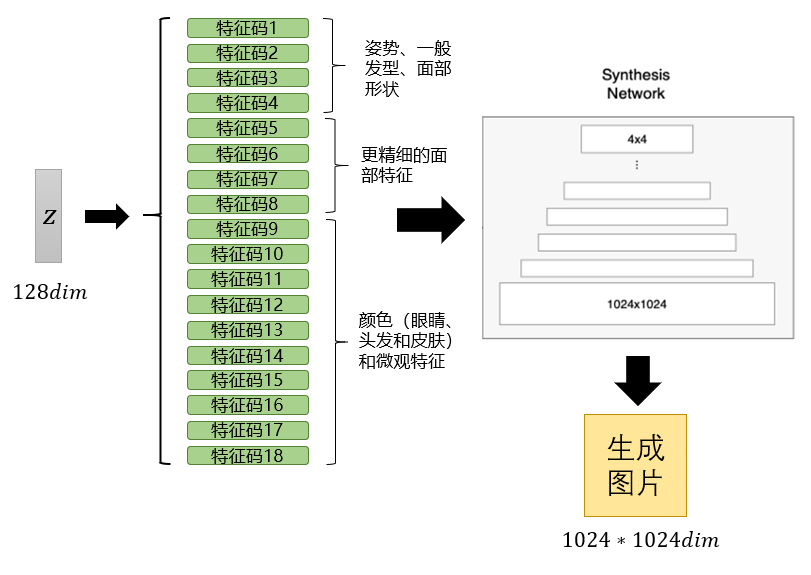 z
128dim
特征码1
特征码2
特征码3
特征码4
特征码5
特征码6
特征码7
特征码8
特征码9
特征码10
特征码11
特征码12
特征码13
特征码14
特征码15
特征码16
特征码17
特征码18
姿势、一般
发型、面部
形状
更精细的面
部特征
颜色（眼睛、
头发和皮肤）
和微观特征
Synthesis
Network
4x4
⋮
1024x1024
生成
图片
1024 * 1024dim